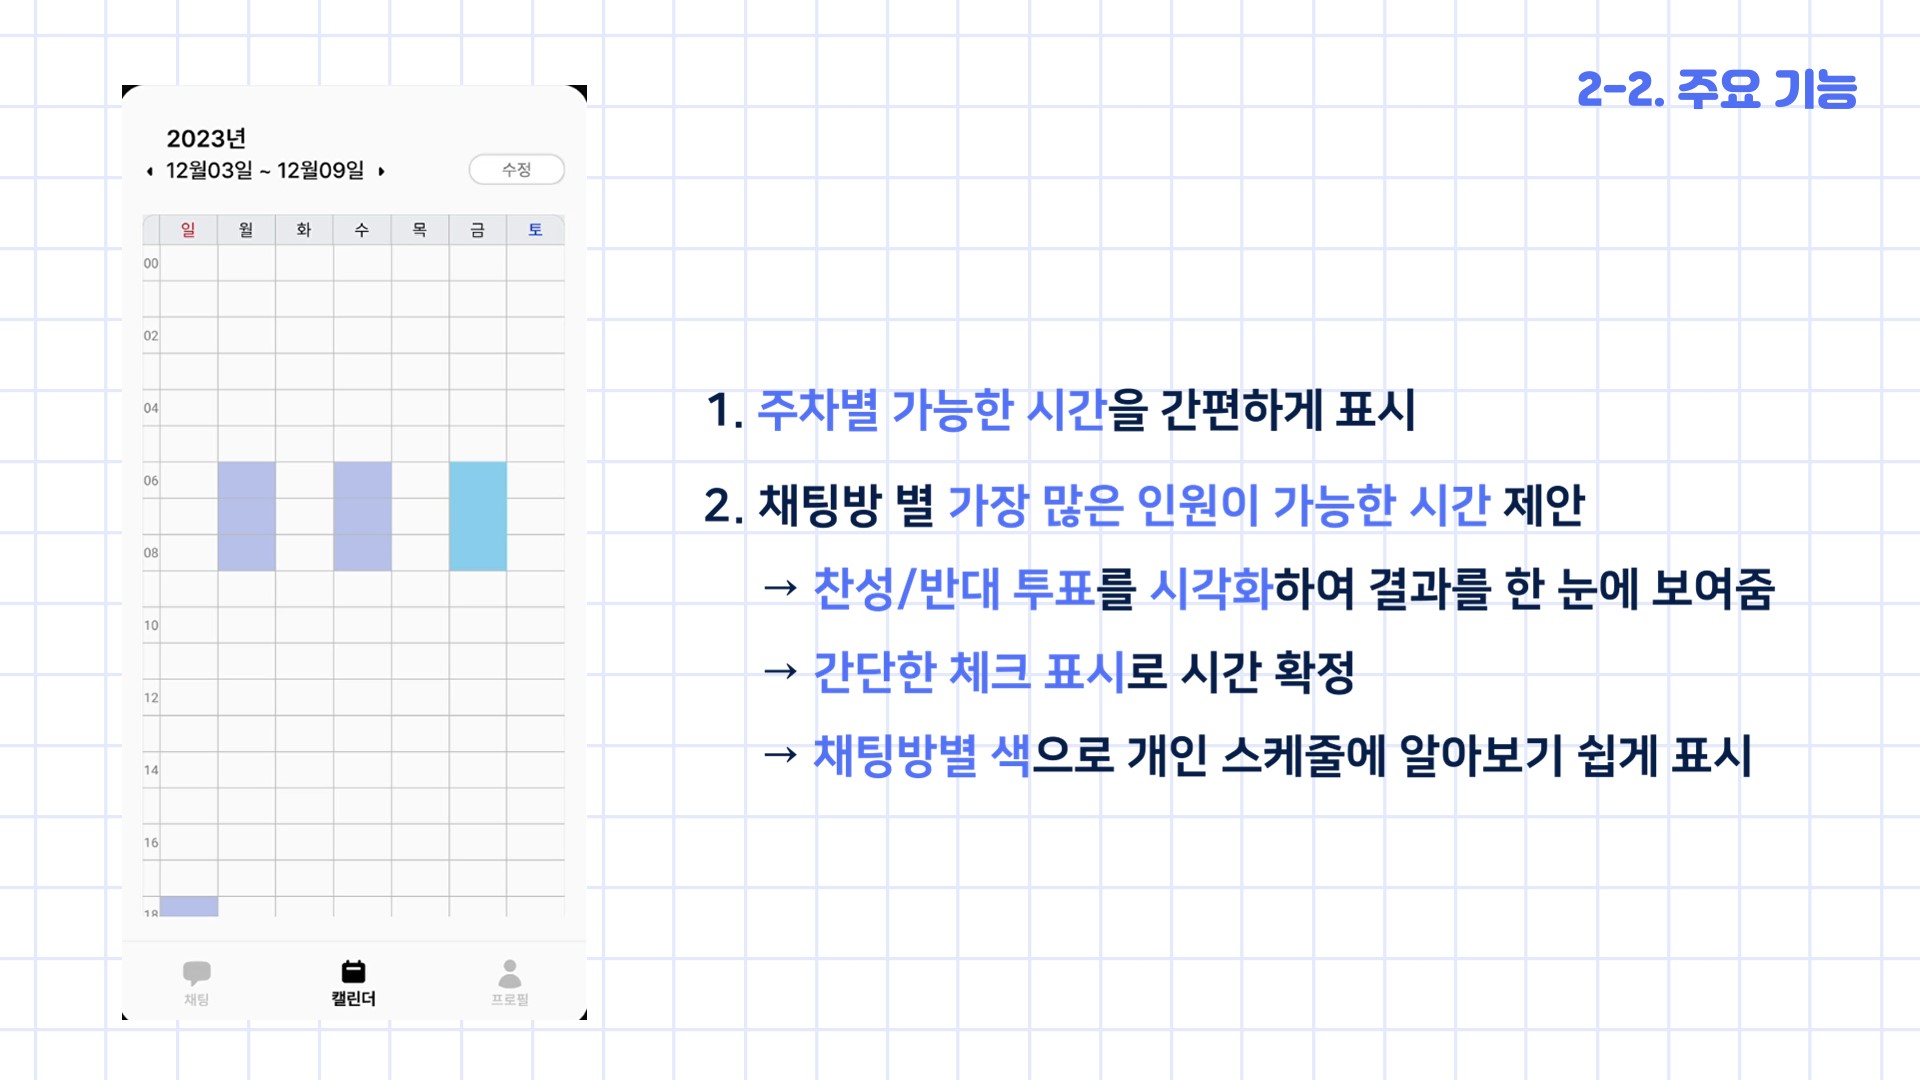 2-2. 주요 기능
2023년
12월03일 ~ 12월09일
수정
일 월 화 수 목 금 토
00
02
04
06
08
10
12
14
16
18
채팅 캘린더 프로필
1. 주차별 가능한 시간을 간편하게 표시
2. 채팅방 별 가장 많은 인원이 가능한 시간 제안
→ 찬성/반대 투표를 시각화하여 결과를 한 눈에 보여줌
→ 간단한 체크 표시로 시간 확정
→ 채팅방별 색으로 개인 스케줄에 알아보기 쉽게 표시